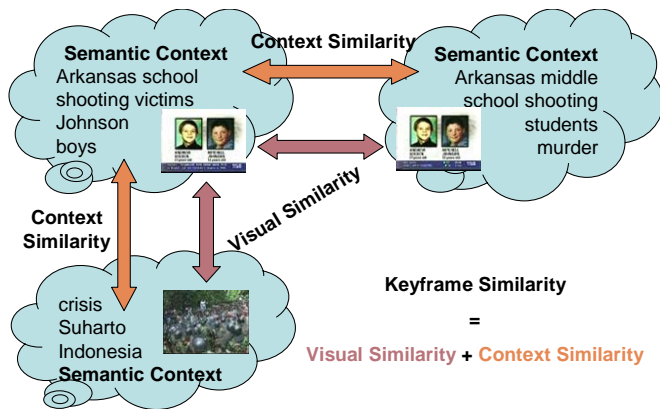 Semantic Context
Arkansas school
shooting victims
Johnson
boys
Context Similarity
Semantic Context
Arkansas middle
school shooting
students
murder
Context
Similarity
Visual Similarity
crisis
Suharto
Indonesia
Semantic Context
Keyframe Similarity
=
Visual Similarity + Context Similarity